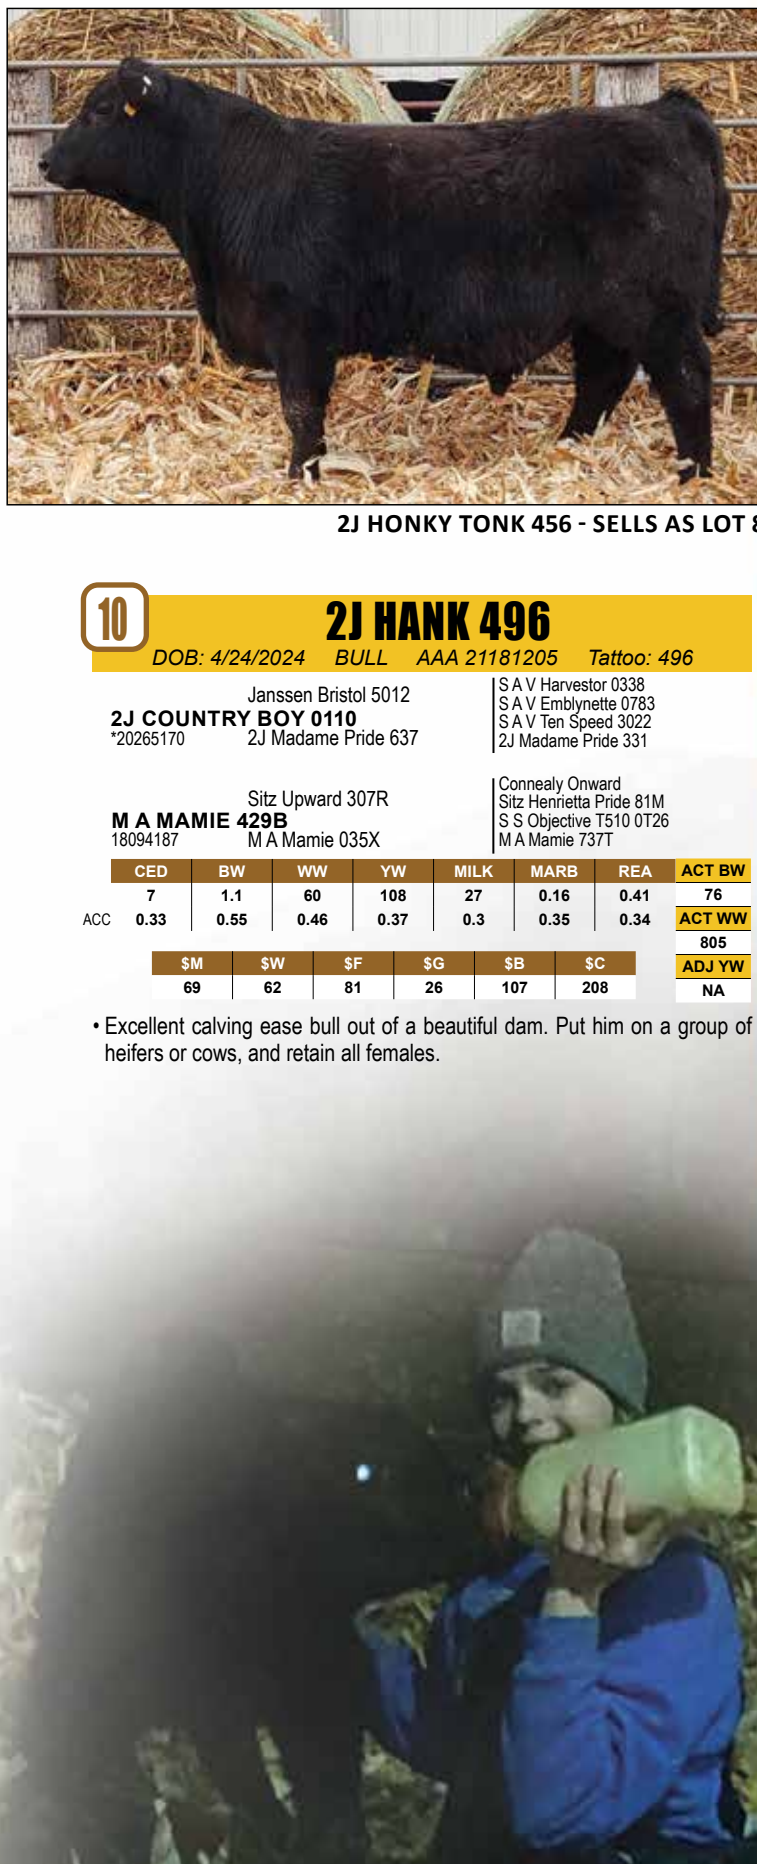 2J HONKY TONK 456 - SELLS AS LOT 8
10
2J HANK 496
DOB: 4/24/2024 BULL AAA 21181205 Tattoo: 496
Janssen Bristol 5012
2J COUNTRY BOY 0110
*20265170 2J Madame Pride 637
S A V Harvestor 0338
S A V Emblynette 0783
S A V Ten Speed 3022
2J Madame Pride 331
Sitz Upward 307R
M A MAMIE 429B
18094187 M A Mamie 035X
Connealy Onward
Sitz Henrietta Pride 81M
S S Objective T510 0T26
M A Mamie 737T
CED BW WW YW MILK MARB REA
7 1.1 60 108 27 0.16 0.41
ACC 0.33 0.55 0.46 0.37 0.3 0.35 0.34
$M $W $F $G $B $C
69 62 81 26 107 208
ACT BW
76
ACT WW
805
ADJ YW
NA
• Excellent calving ease bull out of a beautiful dam. Put him on a group of
heifers or cows, and retain all females.